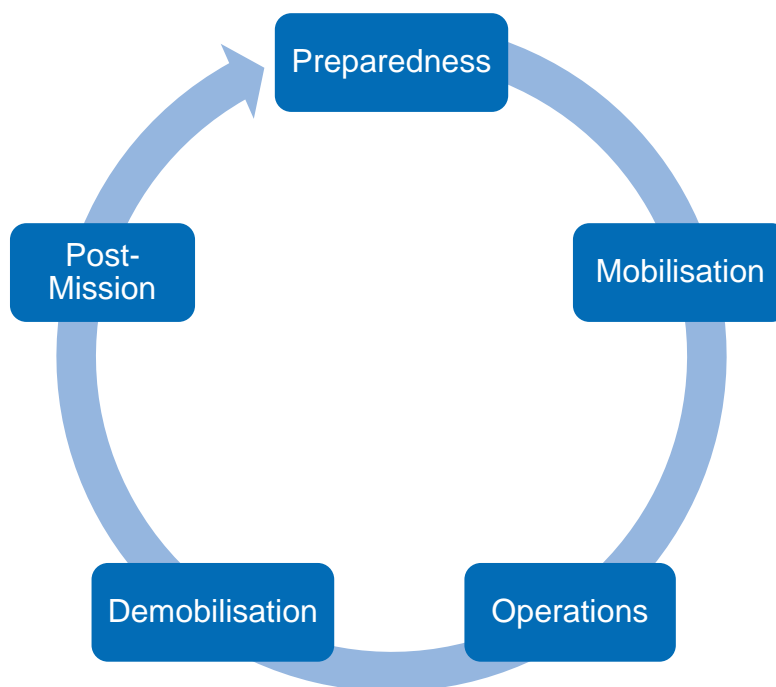 Preparedness
Mobilisation
Operations
Demobilisation
Post-
Mission